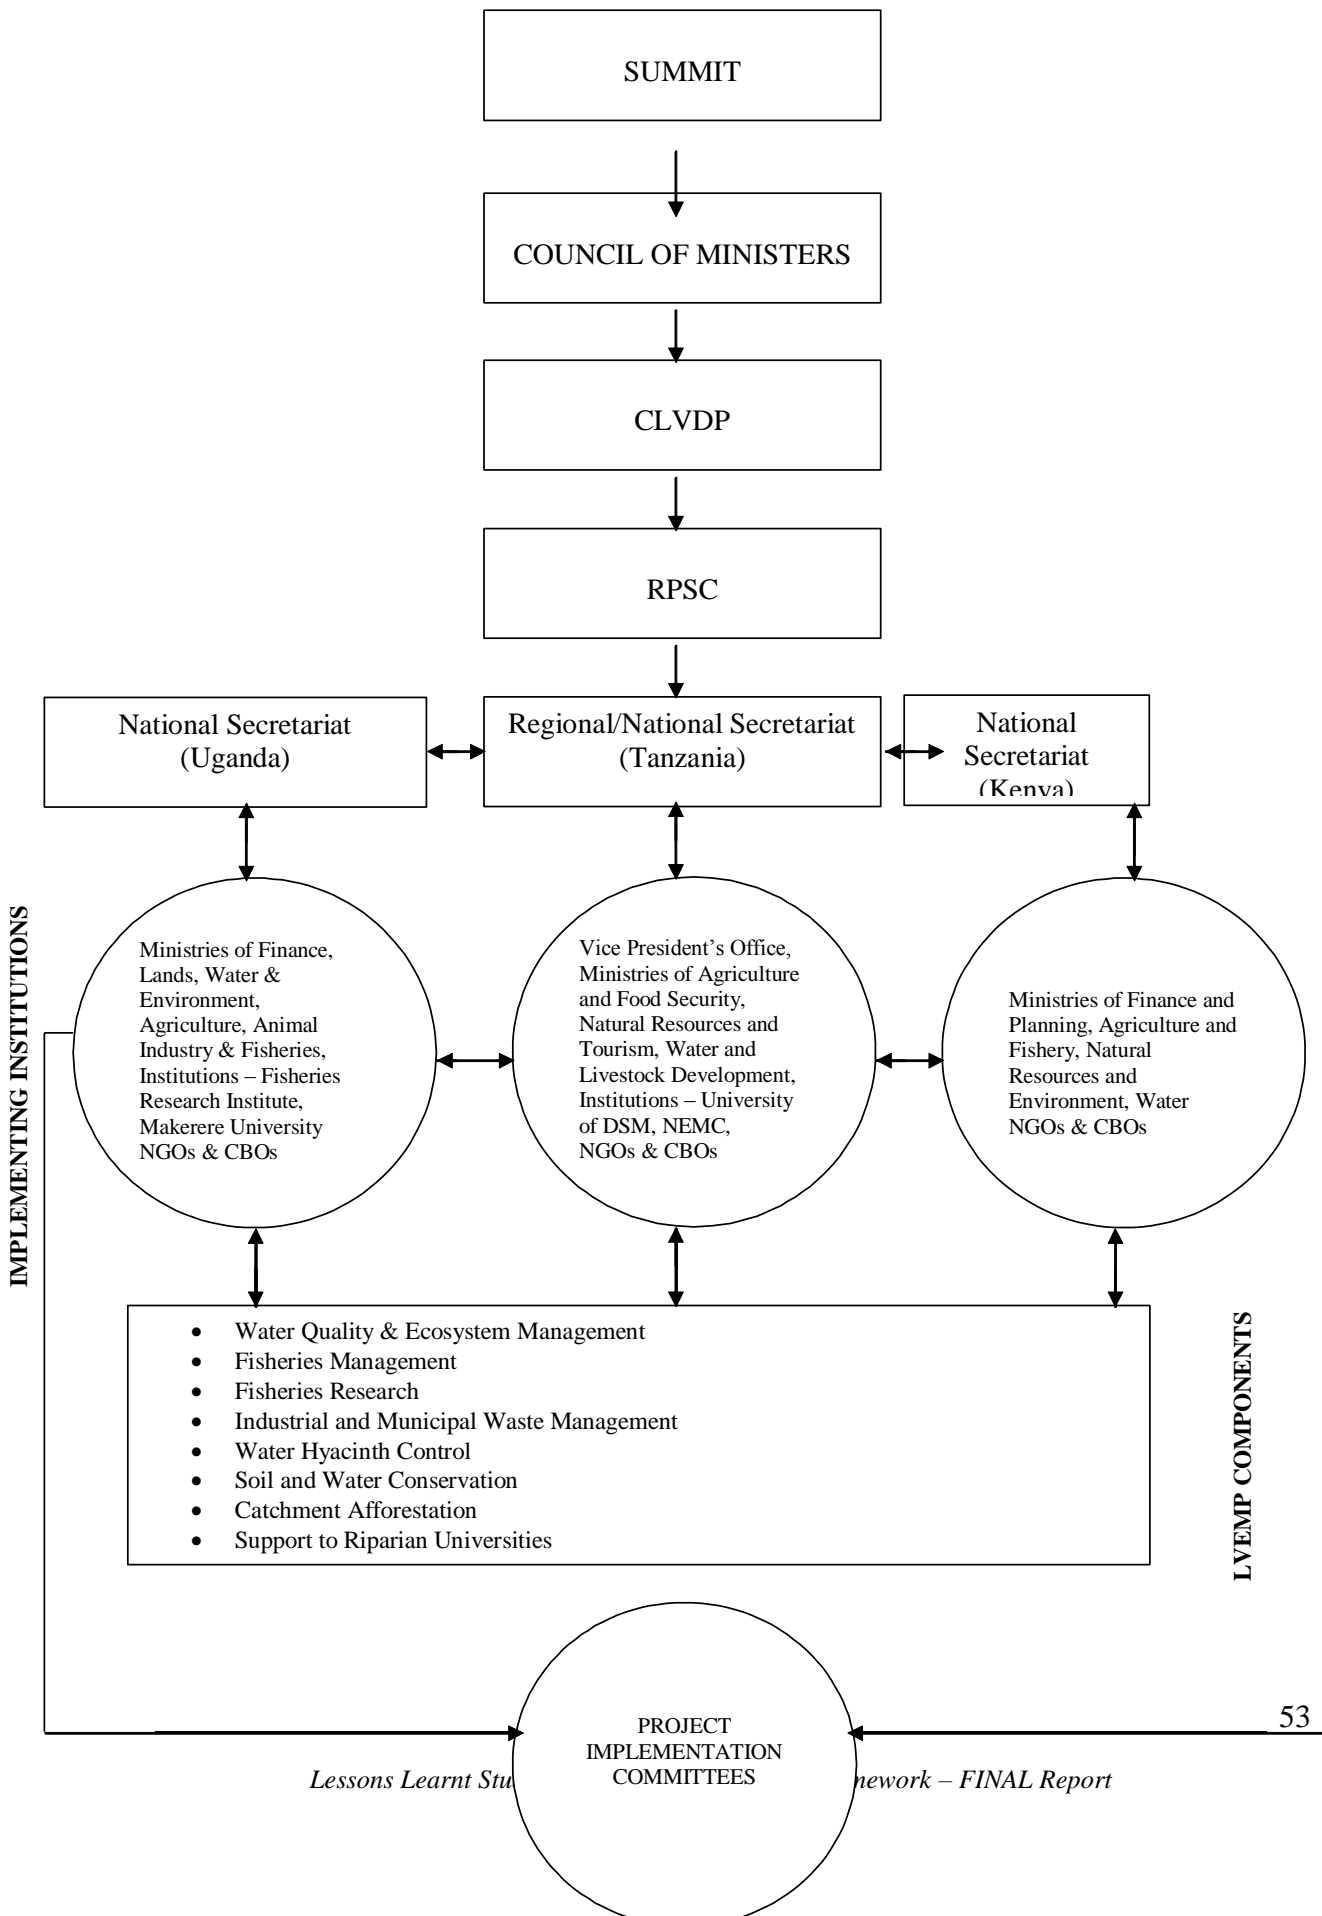 SUMMIT
COUNCIL OF MINISTERS
CLVDP
RPSC
National Secretariat
(Uganda)
Regional/National Secretariat
(Tanzania)
National
Secretariat
(Kenya)
IMPLEMENTING INSTITUTIONS
Ministries of Finance,
Lands, Water &
Environment,
Agriculture, Animal
Industry & Fisheries,
Institutions – Fisheries
Research Institute,
Makerere University
NGOs & CBOs
Vice President’s Office,
Ministries of Agriculture
and Food Security,
Natural Resources and
Tourism, Water and
Livestock Development,
Institutions – University
of DSM, NEMC,
NGOs & CBOs
Ministries of Finance and
Planning, Agriculture and
Fishery, Natural
Resources and
Environment, Water
NGOs & CBOs
• Water Quality & Ecosystem Management
• Fisheries Management
• Fisheries Research
• Industrial and Municipal Waste Management
• Water Hyacinth Control
• Soil and Water Conservation
• Catchment Afforestation
• Support to Riparian Universities
LVEMP COMPONENTS
PROJECT
IMPLEMENTATION
COMMITTEES
53
Lessons Learnt – FINAL Report